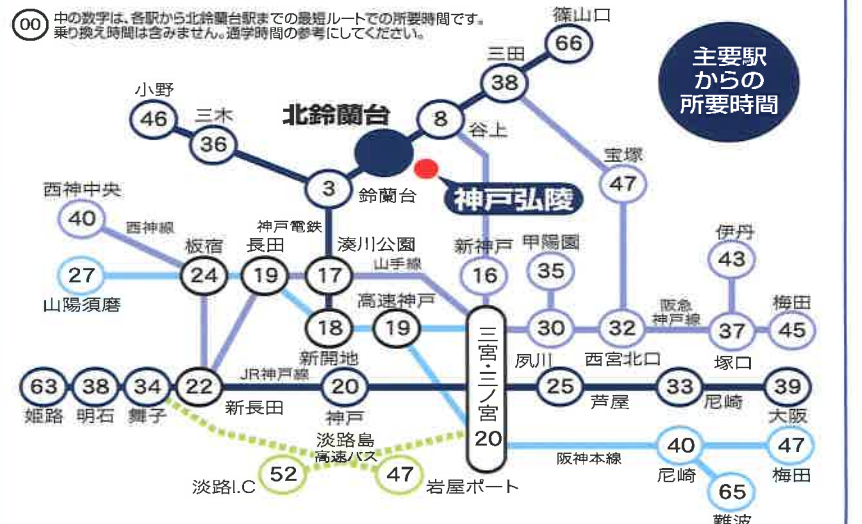 00 中の数字は、各駅から北鈴蘭台駅までの最短ルートでの所要時間です。
乗り換え時間は含みません。通学時間の参考にしてください。
主要駅
からの
所要時間
篠山口
66
三田
38
小野
46
三木
36
北鈴蘭台
8
谷上
3
鈴蘭台
神戸弘陵
宝塚
47
西神中央
40
西神線
神戸電鉄
板宿
24
長田
19
湊川公園
17
山手線
新神戸
16
甲陽園
35
伊丹
43
27
山陽須磨
高速神戸
19
18
新開地
三宮・三ノ宮
20
30
夙川
32
西宮北口
阪急
神戸線
37
塚口
梅田
45
63
姫路
38
明石
34
舞子
22
新長田
JR神戸線
20
神戸
25
芦屋
33
尼崎
39
大阪
淡路島
高速バス
52
淡路I.C
47
岩屋ポート
阪神本線
40
尼崎
47
梅田
65
難波